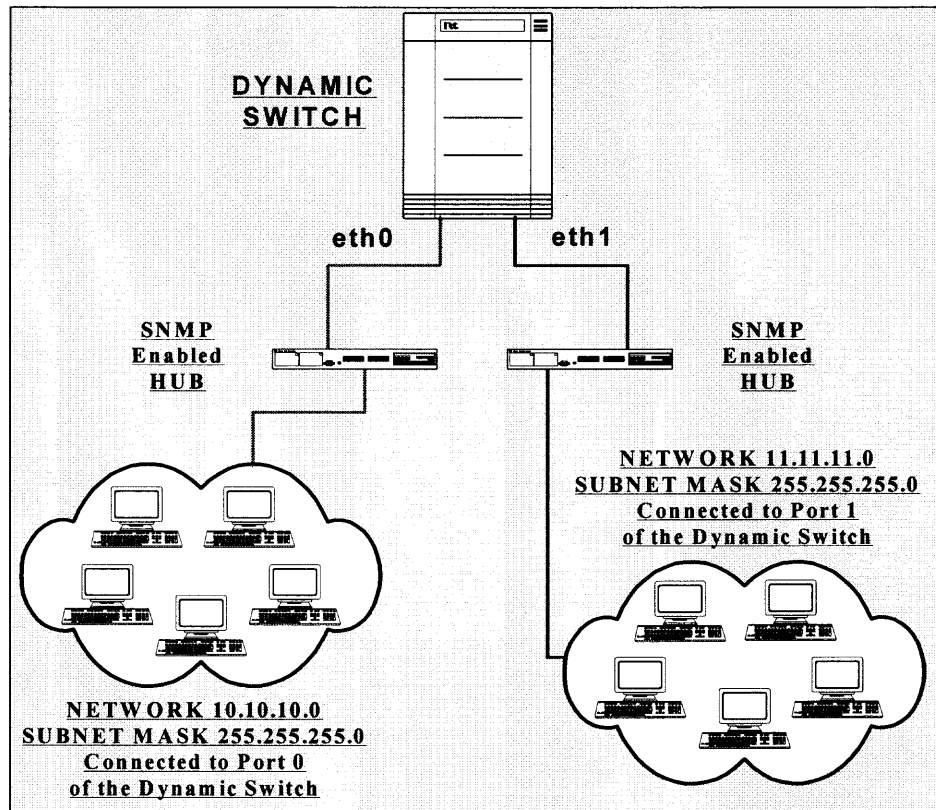 DYNAMIC
SWITCH
eth0
eth1
SNMP
Enabled
HUB
SNMP
Enabled
HUB
NETWORK 11.11.11.0
SUBNET MASK 255.255.255.0
Connected to Port 1
of the Dynamic Switch
NETWORK 10.10.10.0
SUBNET MASK 255.255.255.0
Connected to Port 0
of the Dynamic Switch